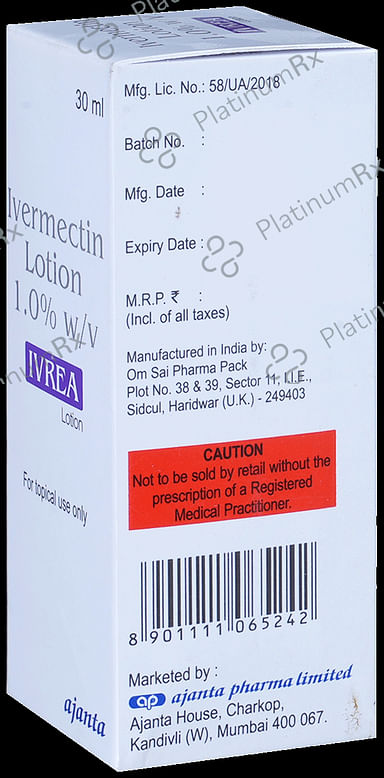 30 ml
Ivermectin
Lotion
1.0% w/v
IVREA
Lotion
For topical use only
ajanta
Mfg. Lic. No.: 58/UA/2018
Batch No. :
Mfg. Date :
Expiry Date :
M.R.P. ₹ :
(Incl. of all taxes)
Manufactured in India by:
Om Sai Pharma Pack
Plot No. 38 & 39, Sector 11, I.I.E.,
Sidcul, Haridwar (U.K.) - 249403
CAUTION
Not to be sold by retail without the
prescription of a Registered
Medical Practitioner.
8 901111 065242
Marketed by :
ap ajanta pharma limited
Ajanta House, Charkop,
Kandivli (W), Mumbai 400 067.
PlatinumRx
PlatinumRx
PlatinumRx